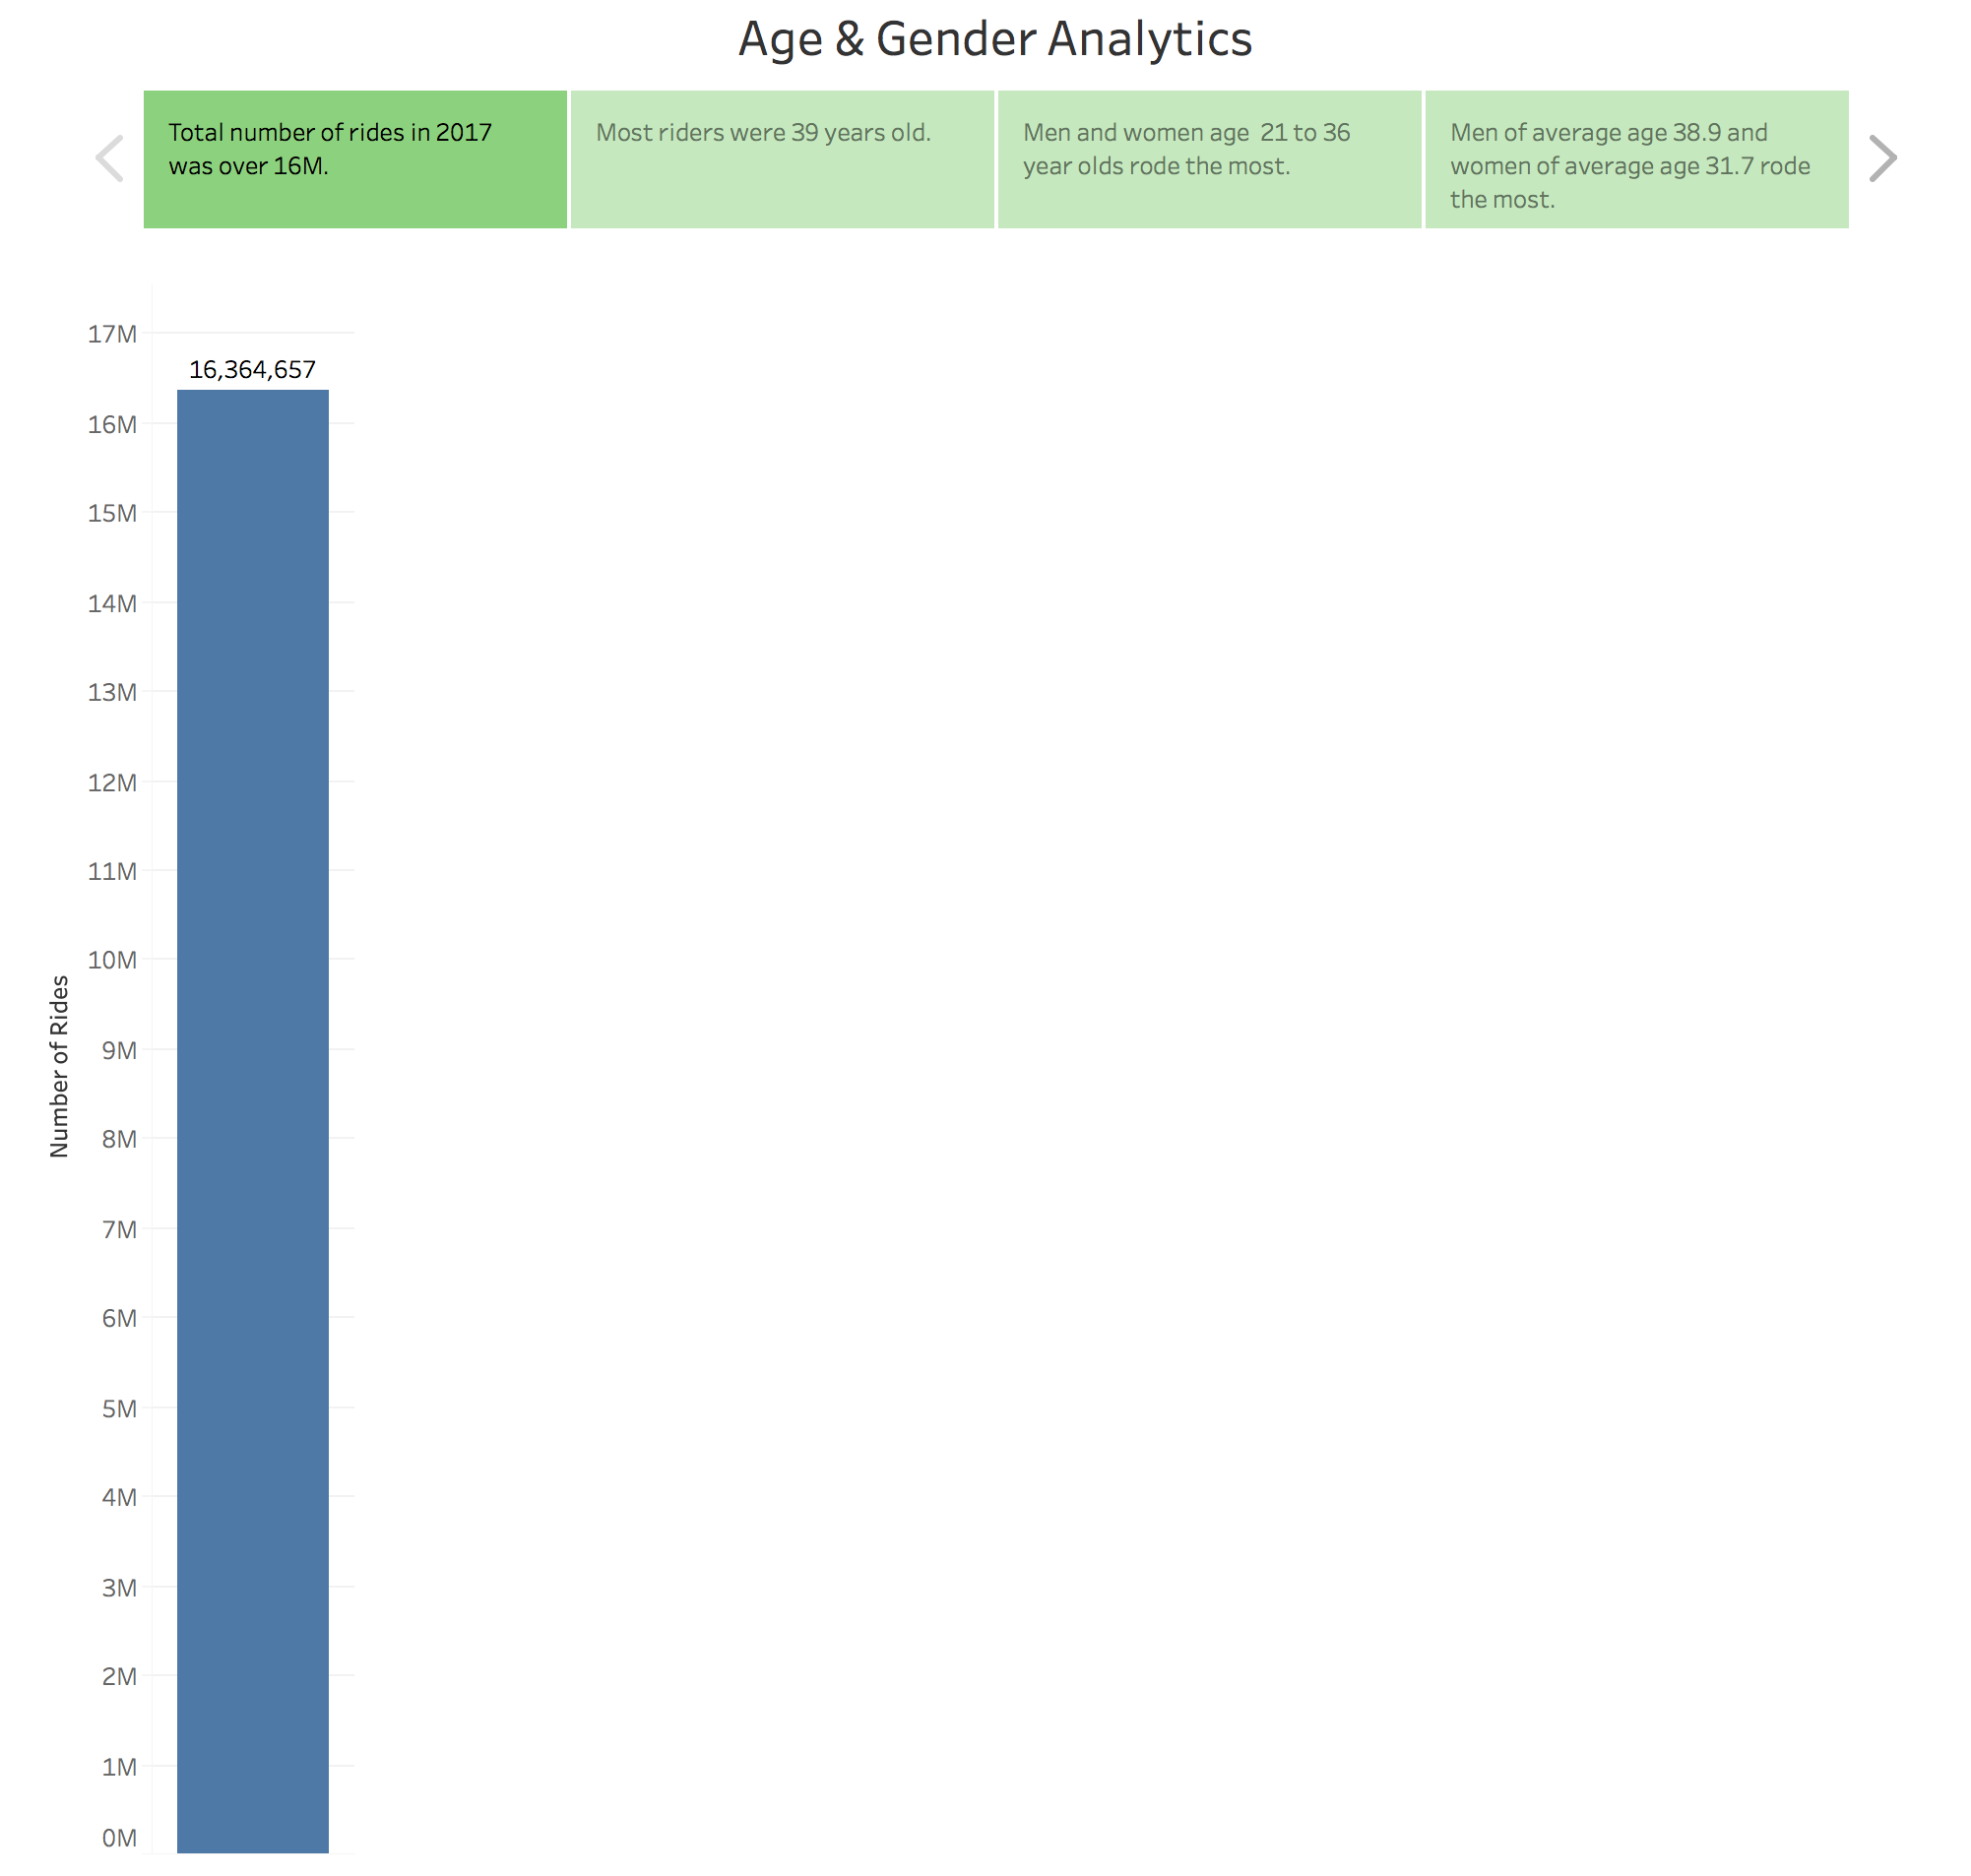 Age & Gender Analytics
Total number of rides in 2017
was over 16M.
Most riders were 39 years old.
Men and women age  21 to 36
year olds rode the most.
Men of average age 38.9 and
women of average age 31.7 rode
the most.
17M
16,364,657
16M
15M
14M
13M
12M
11M
10M
9M
8M
7M
6M
5M
4M
3M
2M
1M
0M
Number of Rides